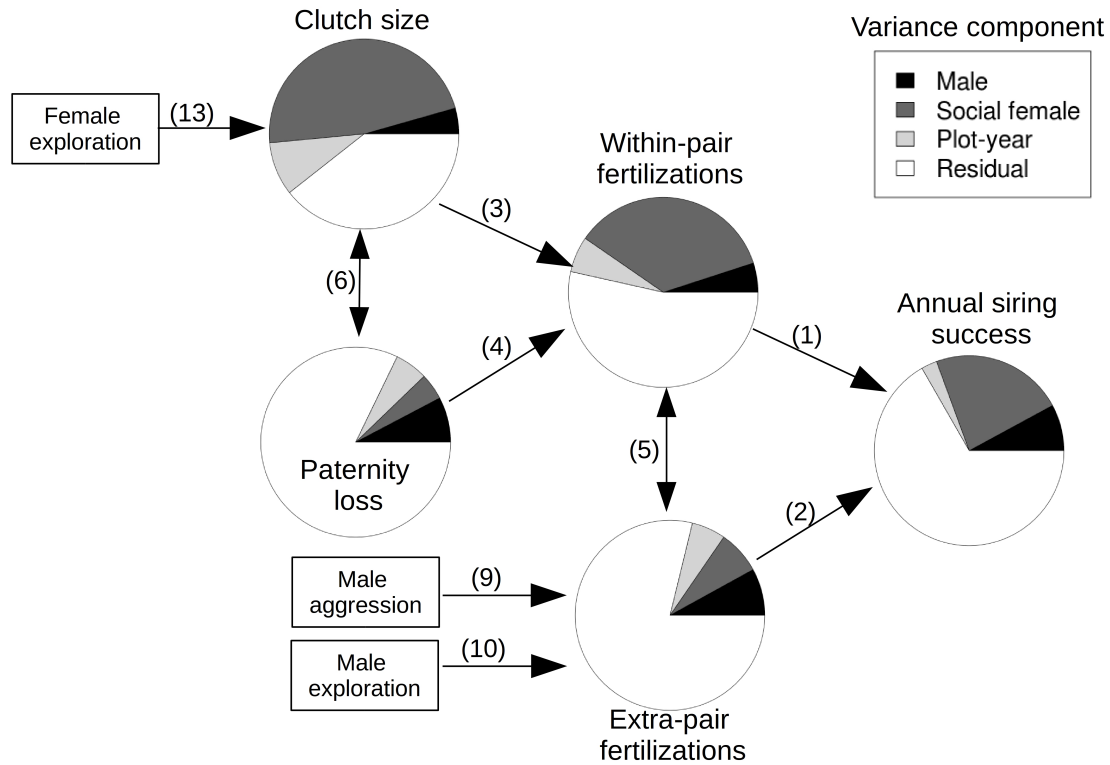 Clutch size
Variance component
Male
Social female
Plot-year
Residual
Female
exploration
(13)
Within-pair
fertilizations
(3)
(6)
Annual siring
success
(4)
(1)
Paternity
loss
(5)
(2)
Male
aggression
(9)
Male
exploration
(10)
Extra-pair
fertilizations